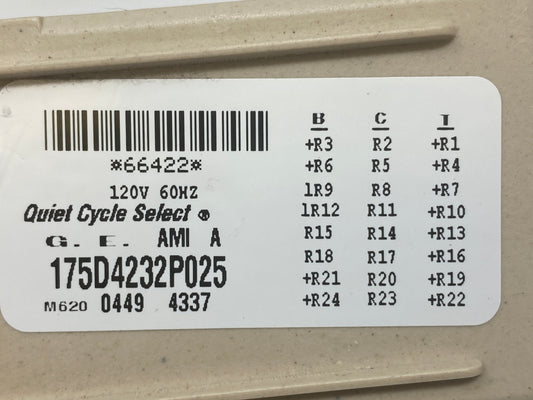 *66422*
120V 60HZ
Quiet Cycle Select ®
G. E. AMI A
175D4232P025
M620 0449 4337
B C T
+R3 R2 +R1
+R6 R5 +R4
1R9 R8 +R7
1R12 R11 +R10
R15 R14 +R13
R18 R17 +R16
+R21 R20 +R19
+R24 R23 +R22